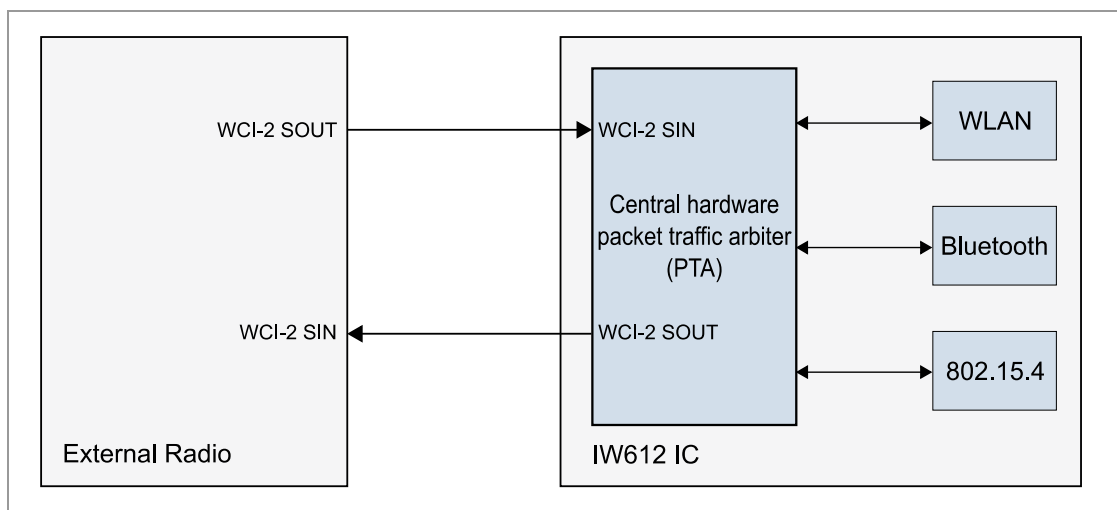 WCI-2 SOUT
WCI-2 SIN
External Radio
WCI-2 SIN
Central hardware
packet traffic arbiter
(PTA)
WCI-2 SOUT
WLAN
Bluetooth
802.15.4
IW612 IC